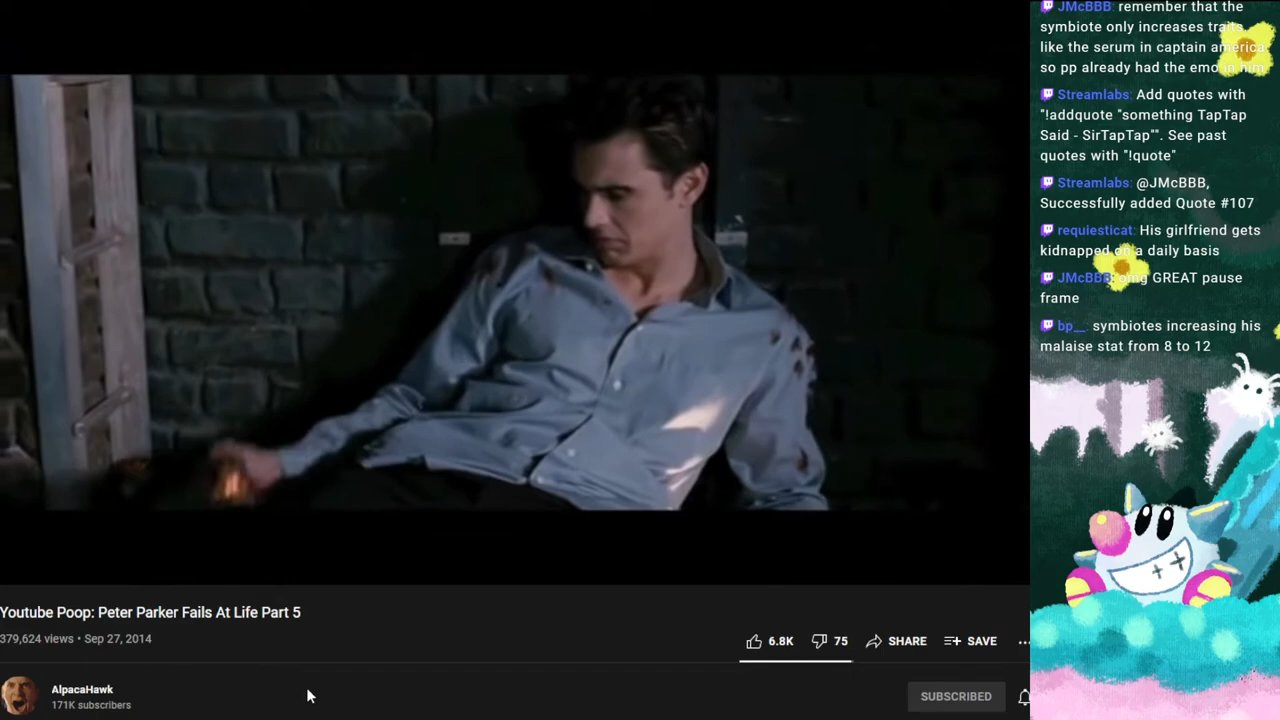 JMcBBB: remember that the
symbiote only increases traits
like the serum in captain america
so pp already had the emo in him
Streamlabs: Add quotes with
"!addquote "something TapTap
Said - SirTapTap"". See past
quotes with "!quote"
Streamlabs: @JMcBBB,
Successfully added Quote #107
requiesticat: His girlfriend gets
kidnapped on a daily basis
JMcBBB: omg GREAT pause
frame
bp__: symbiotes increasing his
malaise stat from 8 to 12
Youtube Poop: Peter Parker Fails At Life Part 5
379,624 views • Sep 27, 2014
6.8K 75 SHARE SAVE ...
AlpacaHawk
171K subscribers
SUBSCRIBED